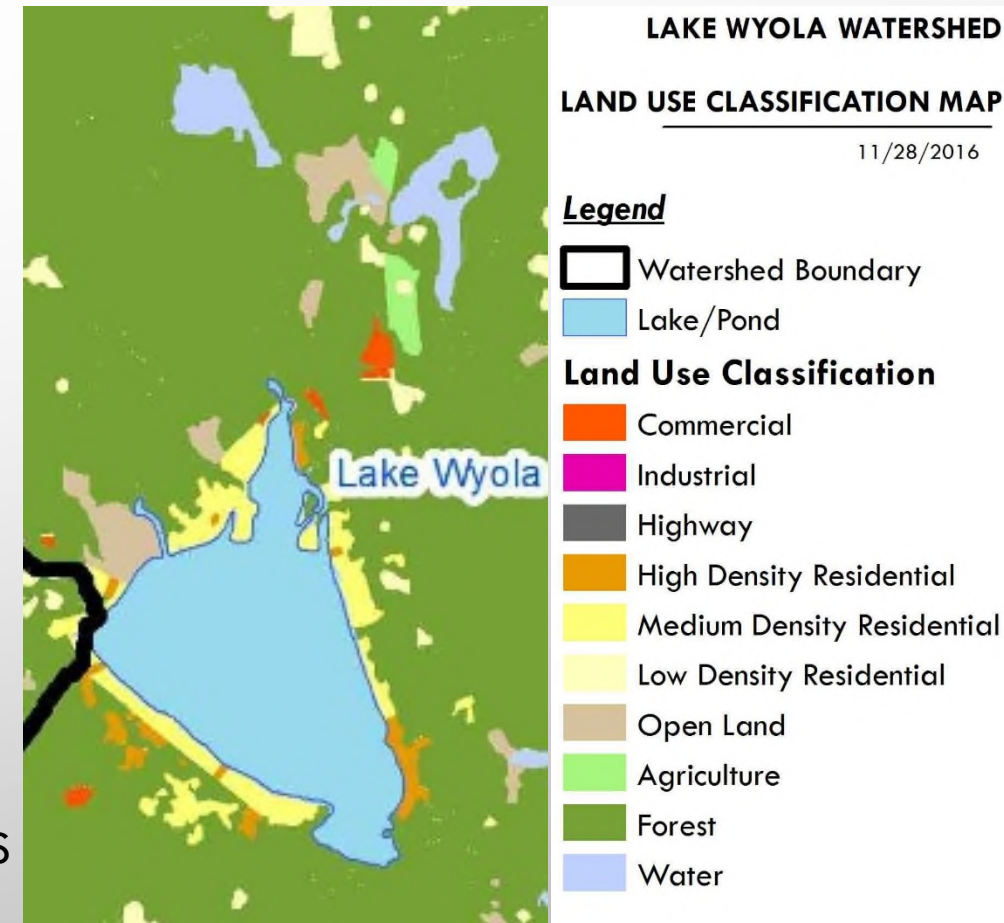 LAKE WYOLA WATERSHED
LAND USE CLASSIFICATION MAP
11/28/2016
Legend
Watershed Boundary
Lake/Pond
Land Use Classification
Commercial
Industrial
Highway
High Density Residential
Medium Density Residential
Low Density Residential
Open Land
Agriculture
Forest
Water
Lake Wyola
S